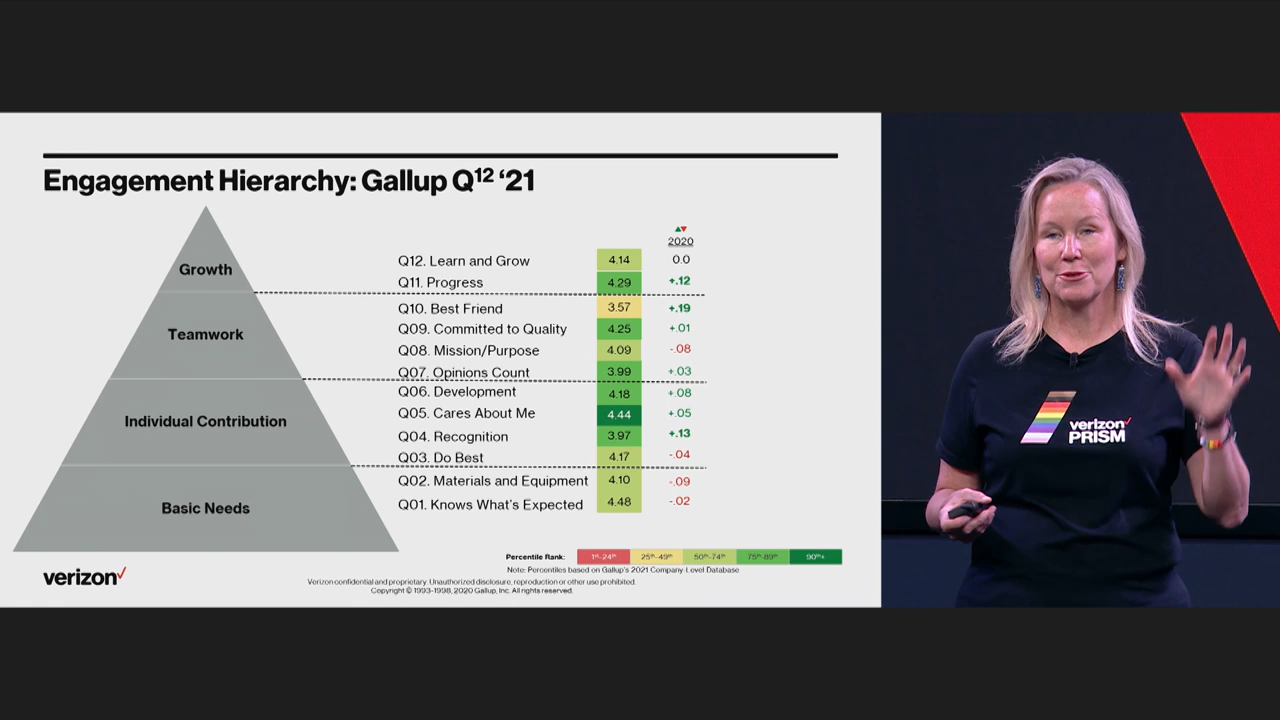 Engagement Hierarchy: Gallup Q12 ‘21
2020
Growth
Q12. Learn and Grow 4.14 0.0
Q11. Progress 4.29 +.12
Teamwork
Q10. Best Friend 3.57 +.19
Q09. Committed to Quality 4.25 +.01
Q08. Mission/Purpose 4.09 -.08
Q07. Opinions Count 3.99 +.03
Individual Contribution
Q06. Development 4.18 +.08
Q05. Cares About Me 4.44 +.05
Q04. Recognition 3.97 +.13
Q03. Do Best 4.17 -.04
Basic Needs
Q02. Materials and Equipment 4.10 -.09
Q01. Knows What's Expected 4.48 -.02
Percentile Rank: 1st-24th 25th-49th 50th-74th 75th-89th 90th+
Note: Percentiles based on Gallup's 2021 Company-Level Database
verizon
Verizon confidential and proprietary. Unauthorized disclosure, reproduction or other use prohibited.
Copyright © 1993-1998, 2020 Gallup, Inc. All rights reserved.
verizon
PRISM